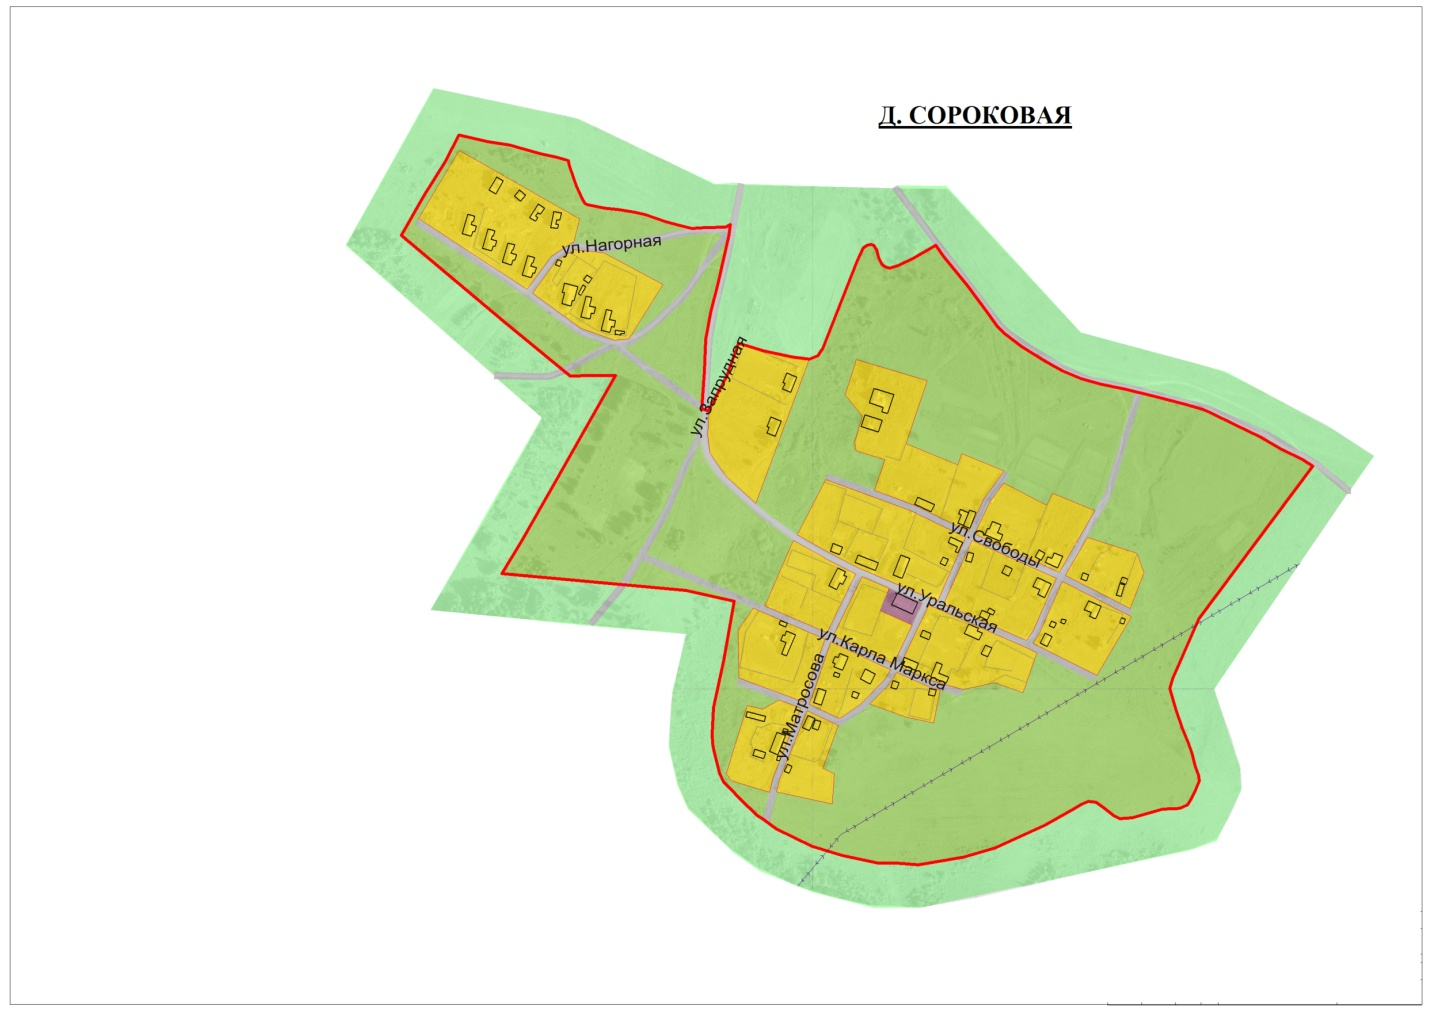 Д. СОРОКОВАЯ
ул.Нагорная
ул.Запрудная
ул.Свободы
ул.Уральская
ул.Карла Маркса
ул.Матросова